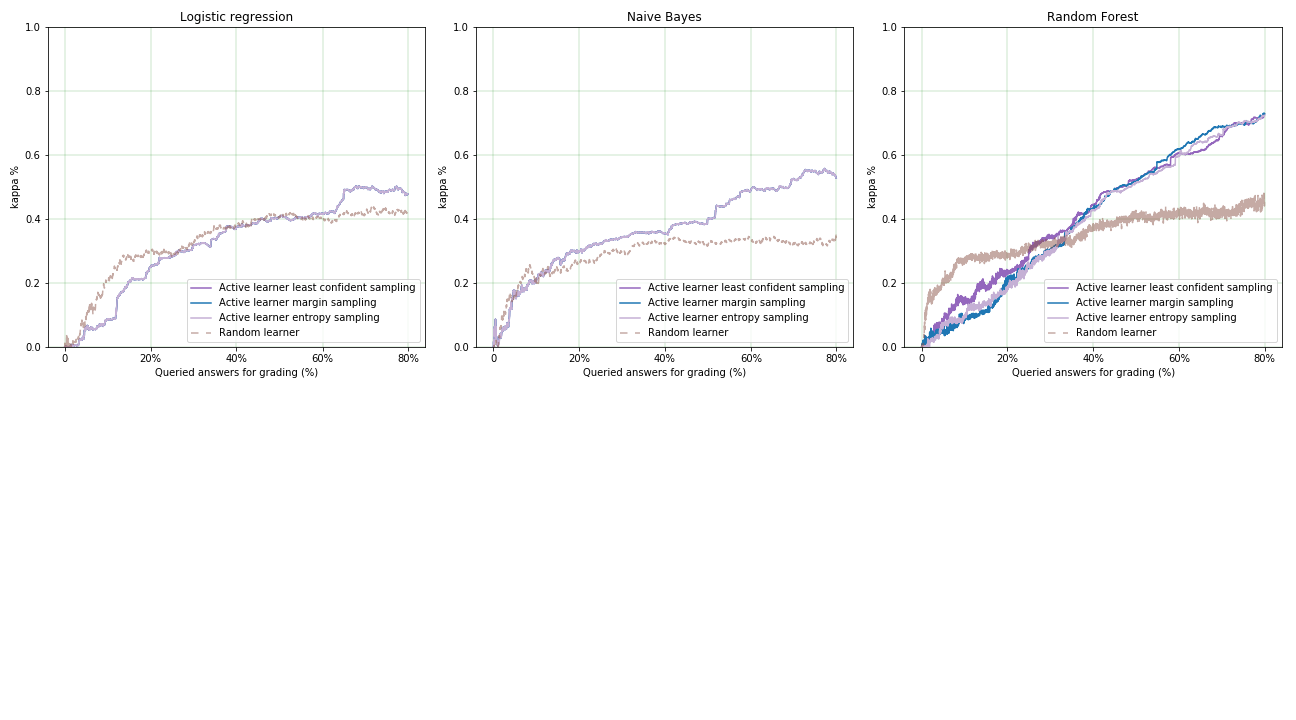 Logistic regression
1.0
0.8
0.6
0.4
0.2
0.0
kappa %
0 20% 40% 60% 80%
Queried answers for grading (%)
Active learner least confident sampling
Active learner margin sampling
Active learner entropy sampling
Random learner
Naive Bayes
1.0
0.8
0.6
0.4
0.2
0.0
kappa %
0 20% 40% 60% 80%
Queried answers for grading (%)
Active learner least confident sampling
Active learner margin sampling
Active learner entropy sampling
Random learner
Random Forest
1.0
0.8
0.6
0.4
0.2
0.0
kappa %
0 20% 40% 60% 80%
Queried answers for grading (%)
Active learner least confident sampling
Active learner margin sampling
Active learner entropy sampling
Random learner